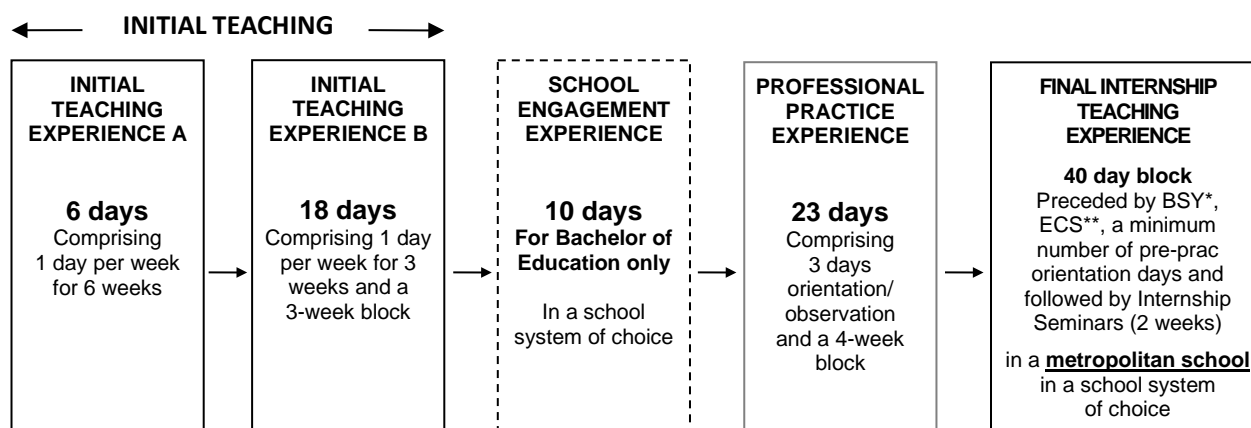 INITIAL TEACHING
INITIAL
TEACHING
EXPERIENCE A
6 days
Comprising
1 day per week
for 6 weeks
INITIAL
TEACHING
EXPERIENCE B
18 days
Comprising 1 day
per week for 3
weeks and a
3-week block
SCHOOL
ENGAGEMENT
EXPERIENCE
10 days
For Bachelor of
Education only
In a school
system of choice
PROFESSIONAL
PRACTICE
EXPERIENCE
23 days
Comprising
3 days
orientation/
observation
and a 4-week
block
FINAL INTERNSHIP
TEACHING
EXPERIENCE
40 day block
Preceded by BSY*,
ECS**, a minimum
number of pre-prac
orientation days and
followed by Internship
Seminars (2 weeks)
in a metropolitan school
in a school system
of choice